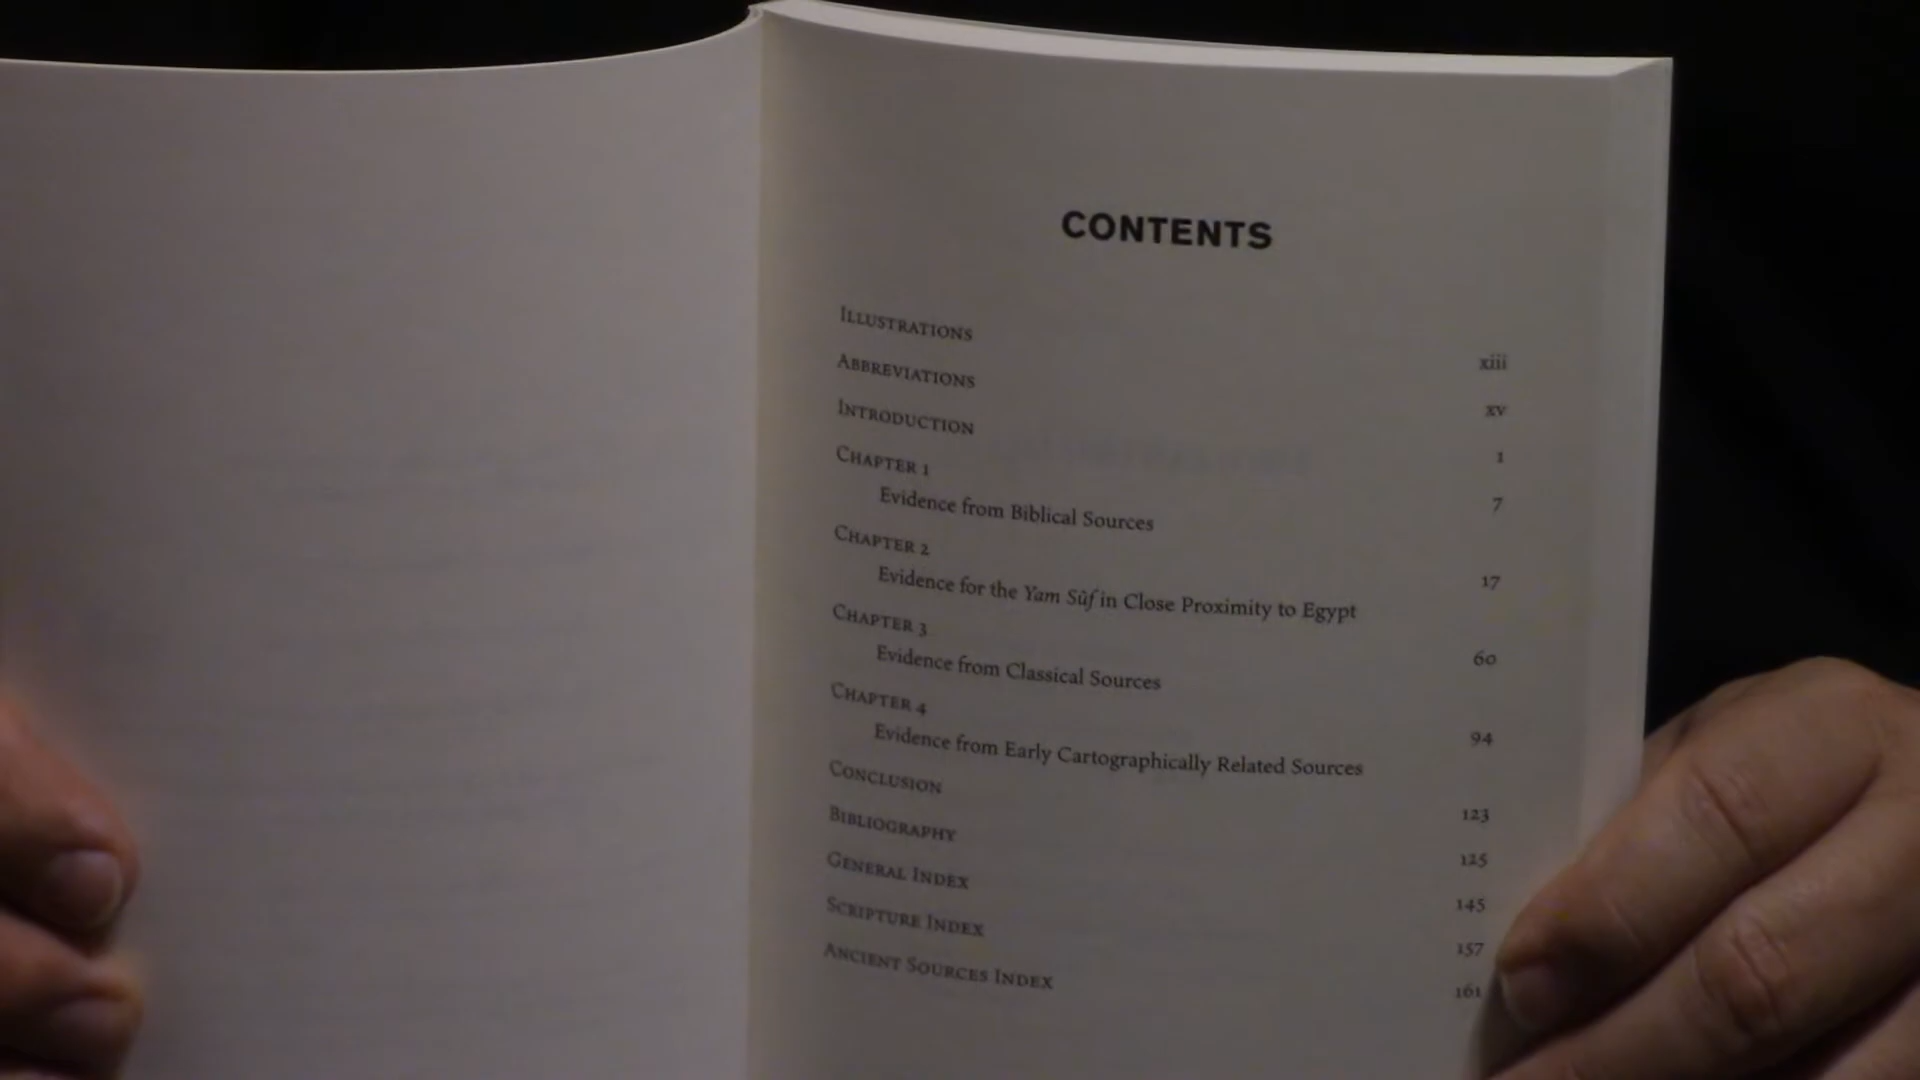 CONTENTS
ILLUSTRATIONS xiii
ABBREVIATIONS xv
INTRODUCTION 1
CHAPTER 1 7
Evidence from Biblical Sources
CHAPTER 2 17
Evidence for the Yam Sûf in Close Proximity to Egypt
CHAPTER 3 60
Evidence from Classical Sources
CHAPTER 4 94
Evidence from Early Cartographically Related Sources
CONCLUSION 123
BIBLIOGRAPHY 125
GENERAL INDEX 145
SCRIPTURE INDEX 157
ANCIENT SOURCES INDEX 161